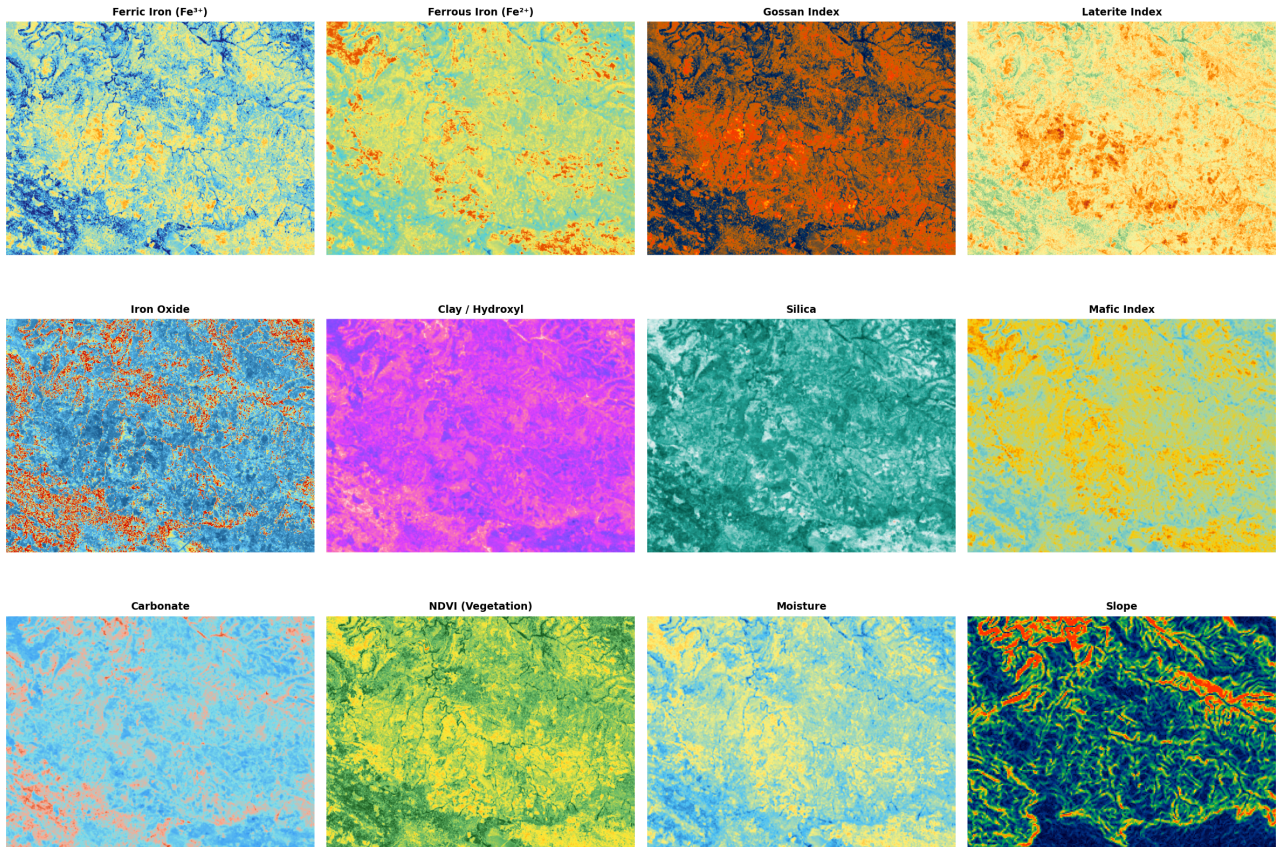 Ferric Iron (Fe³⁺)
Ferrous Iron (Fe²⁺)
Gossan Index
Laterite Index
Iron Oxide
Clay / Hydroxyl
Silica
Mafic Index
Carbonate
NDVI (Vegetation)
Moisture
Slope